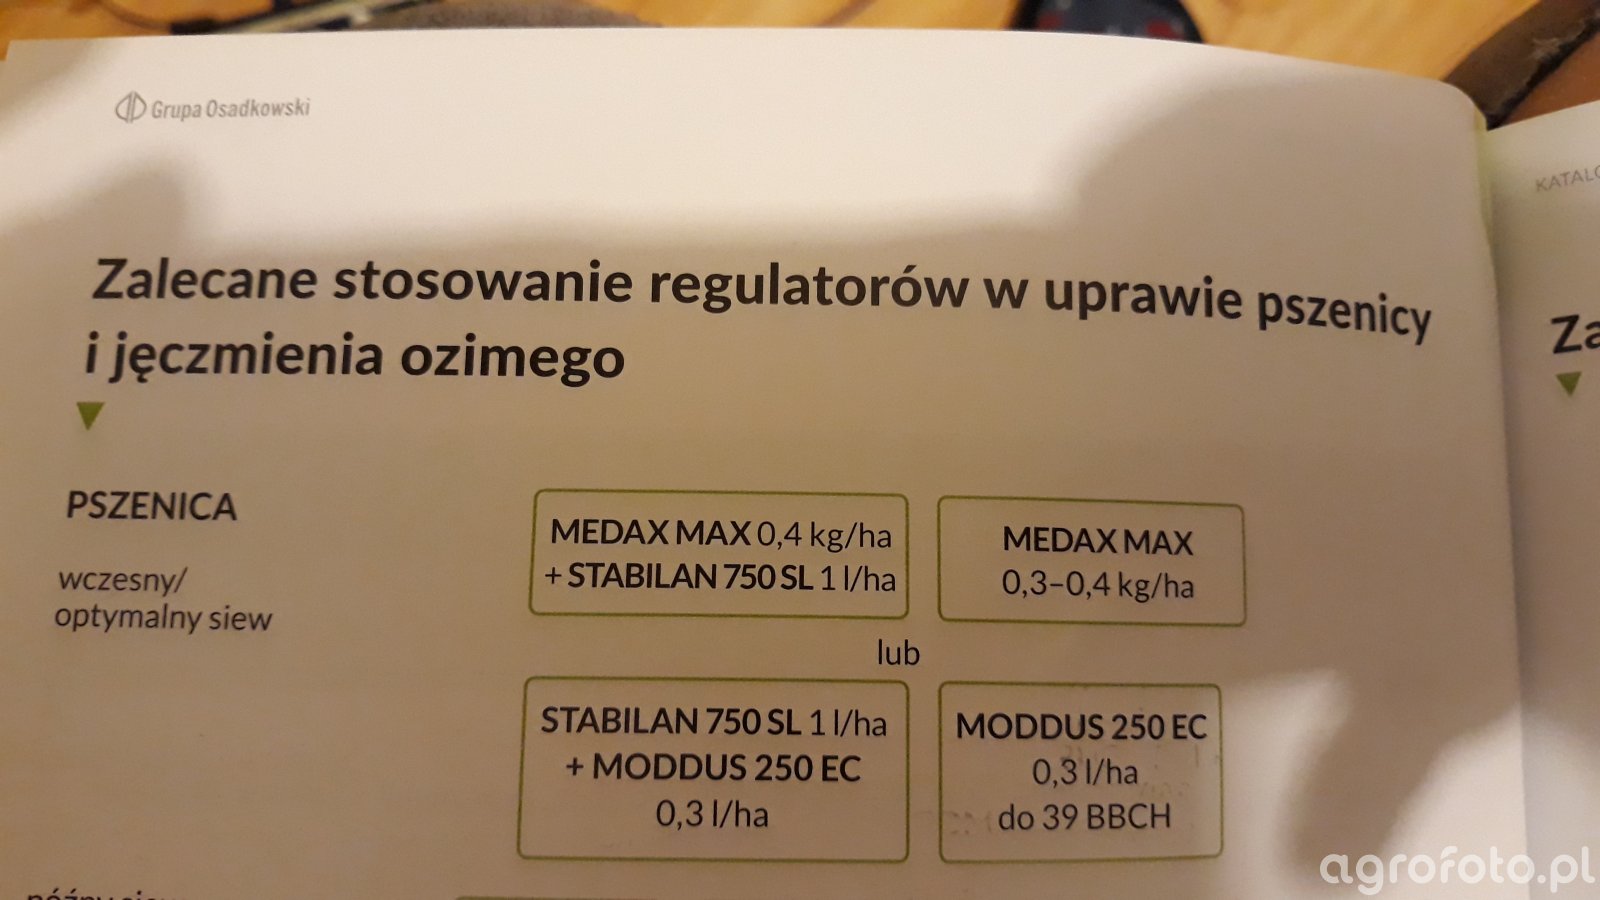 Grupa Osadkowski
Zalecane stosowanie regulatorów w uprawie pszenicy
i jęczmienia ozimego
PSZENICA
wczesny/
optymalny siew
MEDAX MAX 0,4 kg/ha
+ STABILAN 750 SL 1 l/ha
MEDAX MAX
0,3–0,4 kg/ha
lub
STABILAN 750 SL 1 l/ha
+ MODDUS 250 EC
0,3 l/ha
MODDUS 250 EC
0,3 l/ha
do 39 BBCH
KATALO
Za
agrofoto.pl